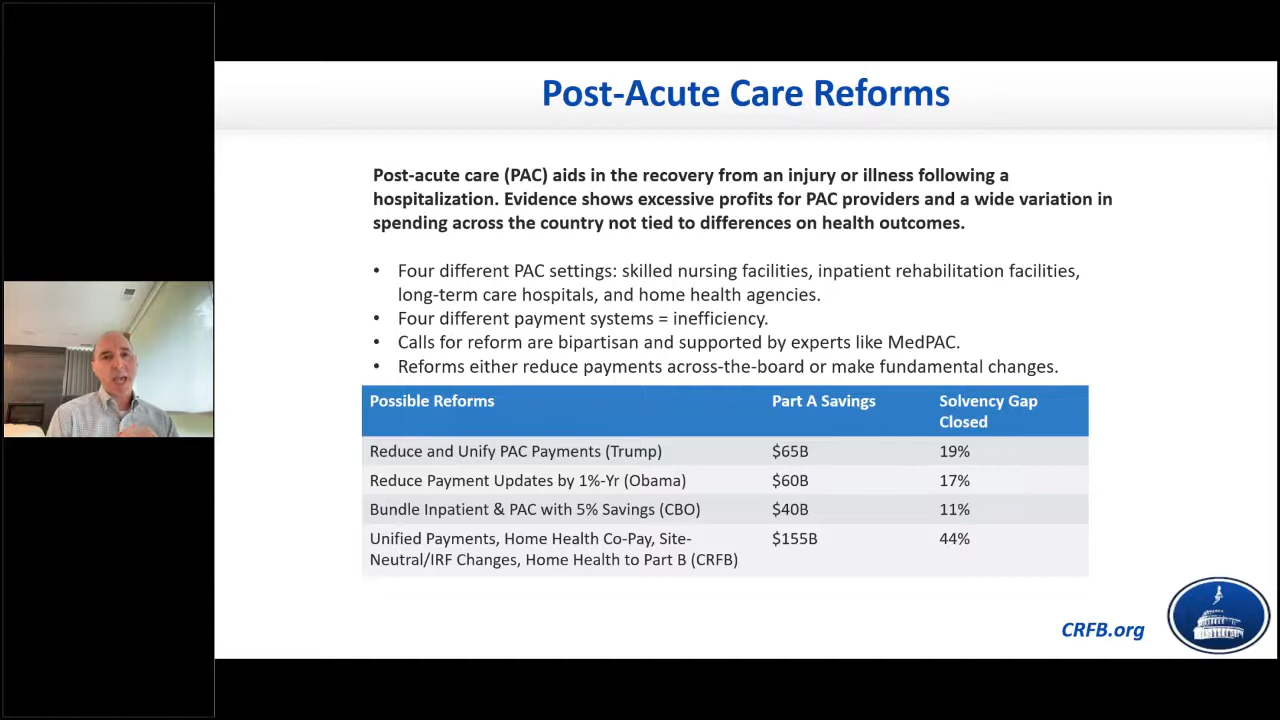 Post-Acute Care Reforms
Post-acute care (PAC) aids in the recovery from an injury or illness following a
hospitalization. Evidence shows excessive profits for PAC providers and a wide variation in
spending across the country not tied to differences on health outcomes.
• Four different PAC settings: skilled nursing facilities, inpatient rehabilitation facilities,
long-term care hospitals, and home health agencies.
• Four different payment systems = inefficiency.
• Calls for reform are bipartisan and supported by experts like MedPAC.
• Reforms either reduce payments across-the-board or make fundamental changes.
Possible Reforms Part A Savings Solvency Gap
Closed
Reduce and Unify PAC Payments (Trump) $65B 19%
Reduce Payment Updates by 1%-Yr (Obama) $60B 17%
Bundle Inpatient & PAC with 5% Savings (CBO) $40B 11%
Unified Payments, Home Health Co-Pay, Site- $155B 44%
Neutral/IRF Changes, Home Health to Part B (CRFB)
CRFB.org